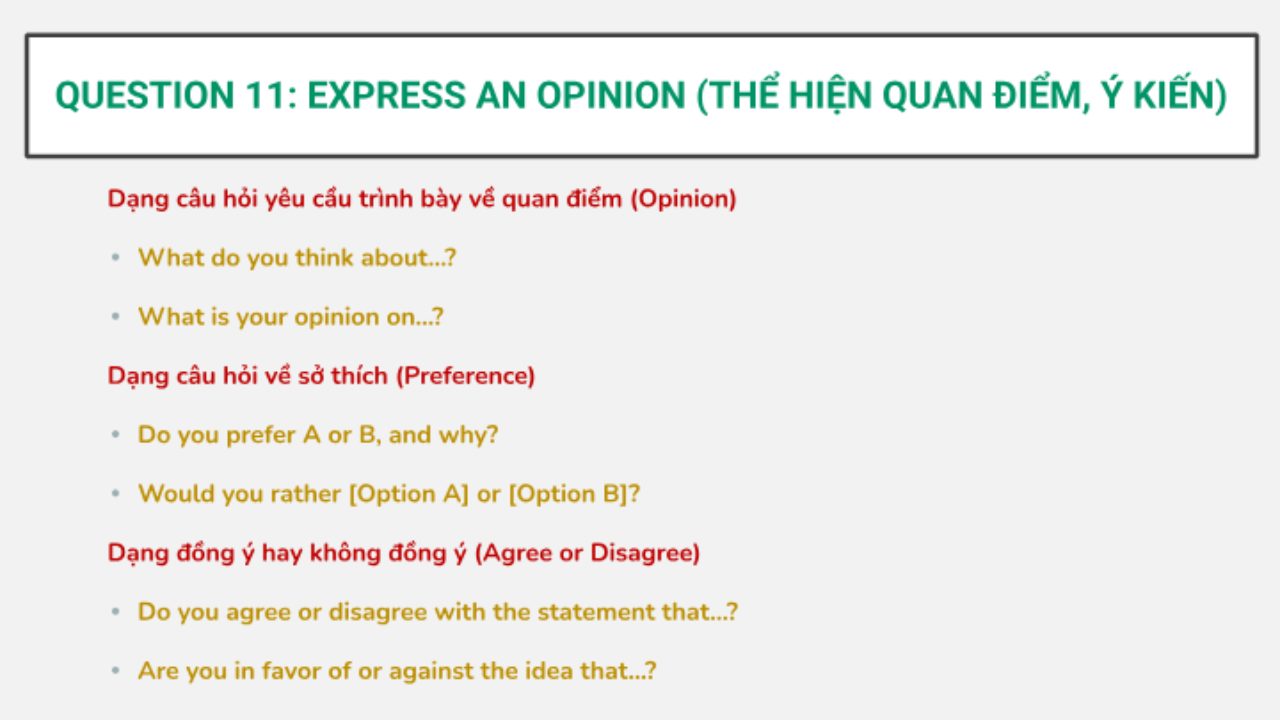 QUESTION 11: EXPRESS AN OPINION (THỂ HIỆN QUAN ĐIỂM, Ý KIẾN)
Dạng câu hỏi yêu cầu trình bày về quan điểm (Opinion)
• What do you think about...?
• What is your opinion on...?
Dạng câu hỏi về sở thích (Preference)
• Do you prefer A or B, and why?
• Would you rather [Option A] or [Option B]?
Dạng đồng ý hay không đồng ý (Agree or Disagree)
• Do you agree or disagree with the statement that...?
• Are you in favor of or against the idea that...?